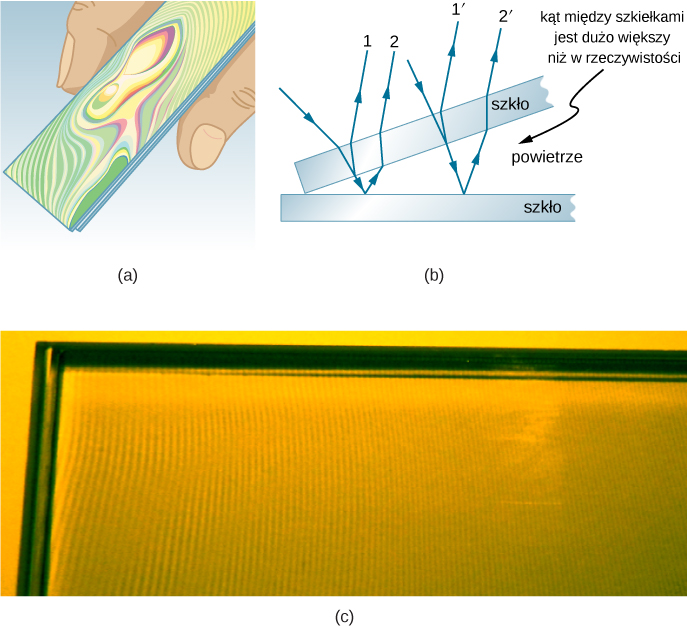 kąt między szkiełkami
jest dużo większy
niż w rzeczywistości
1
2
1′
2′
szkło
powietrze
szkło
(a)
(b)
(c)